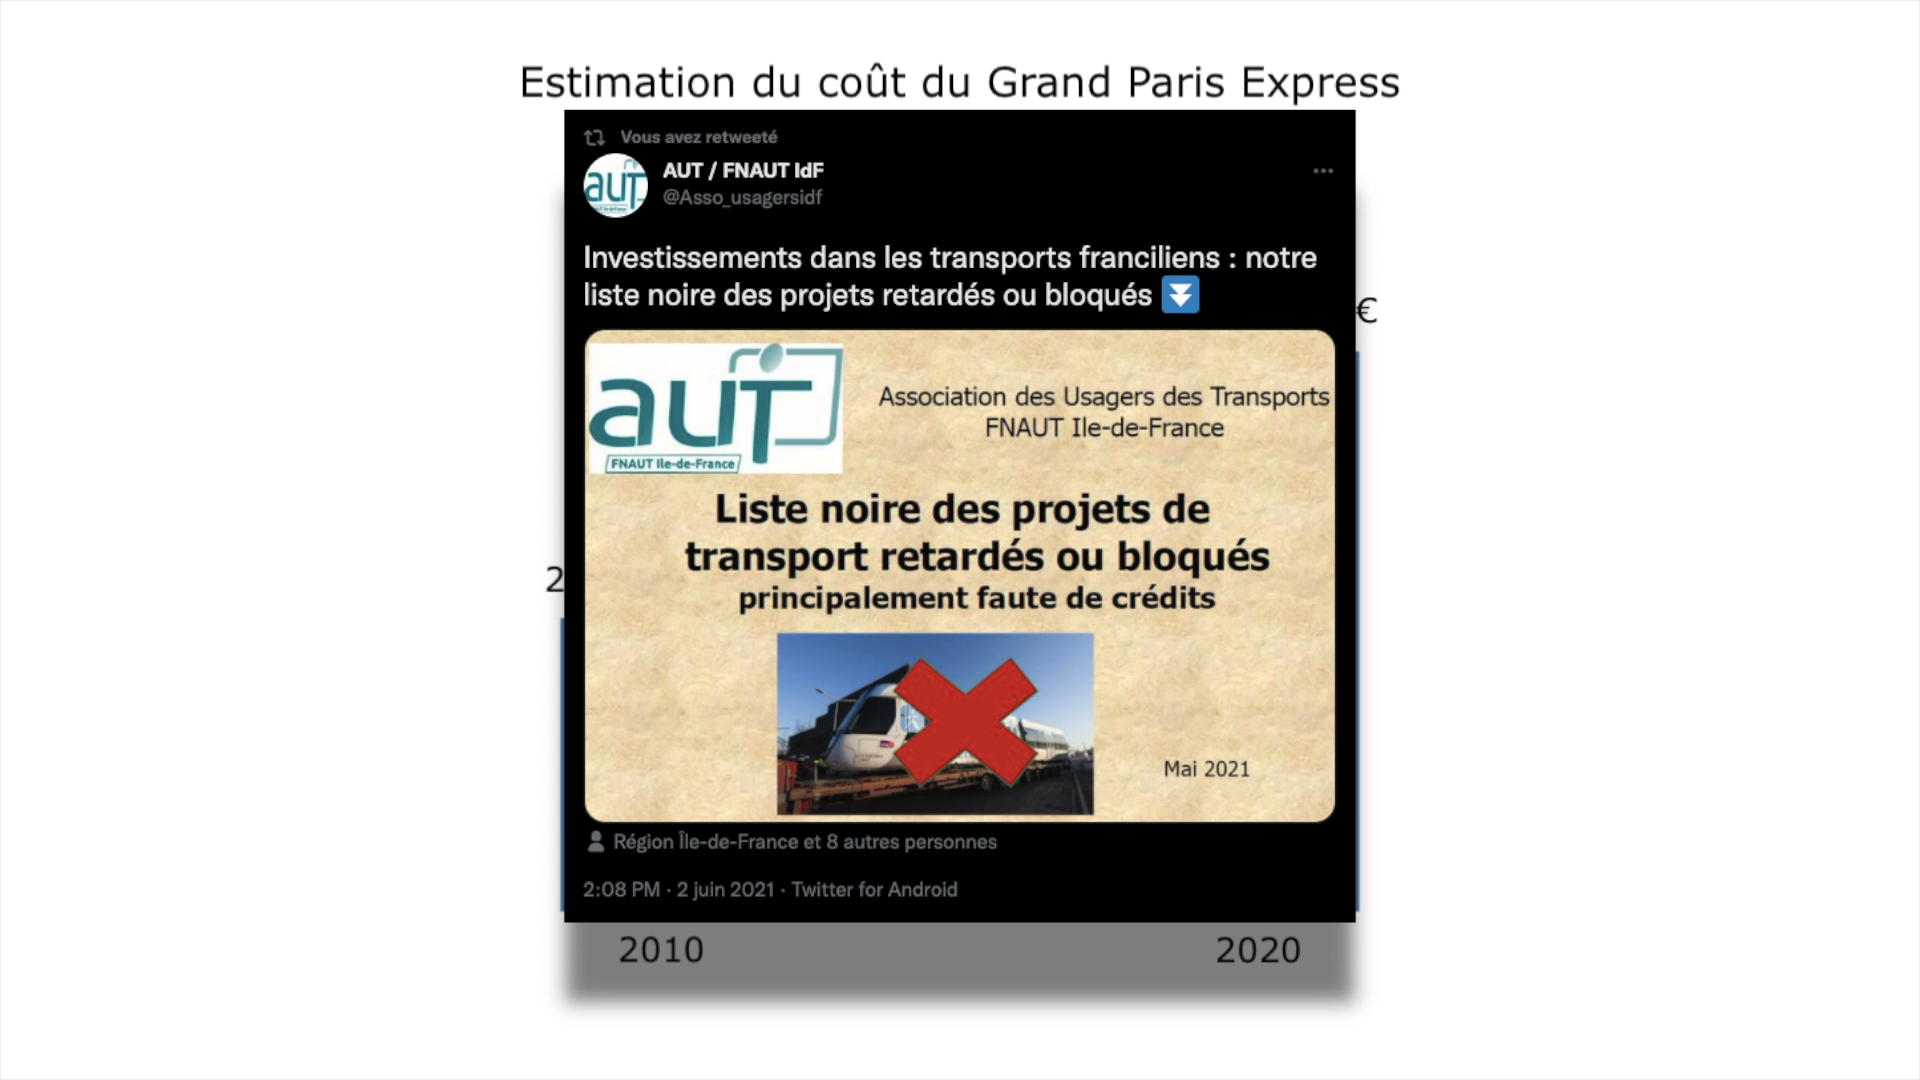 Estimation du coût du Grand Paris Express
Vous avez retweeté
AUT / FNAUT IdF
@Asso_usagersidf
Investissements dans les transports franciliens : notre
liste noire des projets retardés ou bloqués
€
aut
FNAUT Ile-de-France
Association des Usagers des Transports
FNAUT Ile-de-France
Liste noire des projets de
transport retardés ou bloqués
principalement faute de crédits
2
Mai 2021
Région Île-de-France et 8 autres personnes
2:08 PM · 2 juin 2021 · Twitter for Android
2010
2020